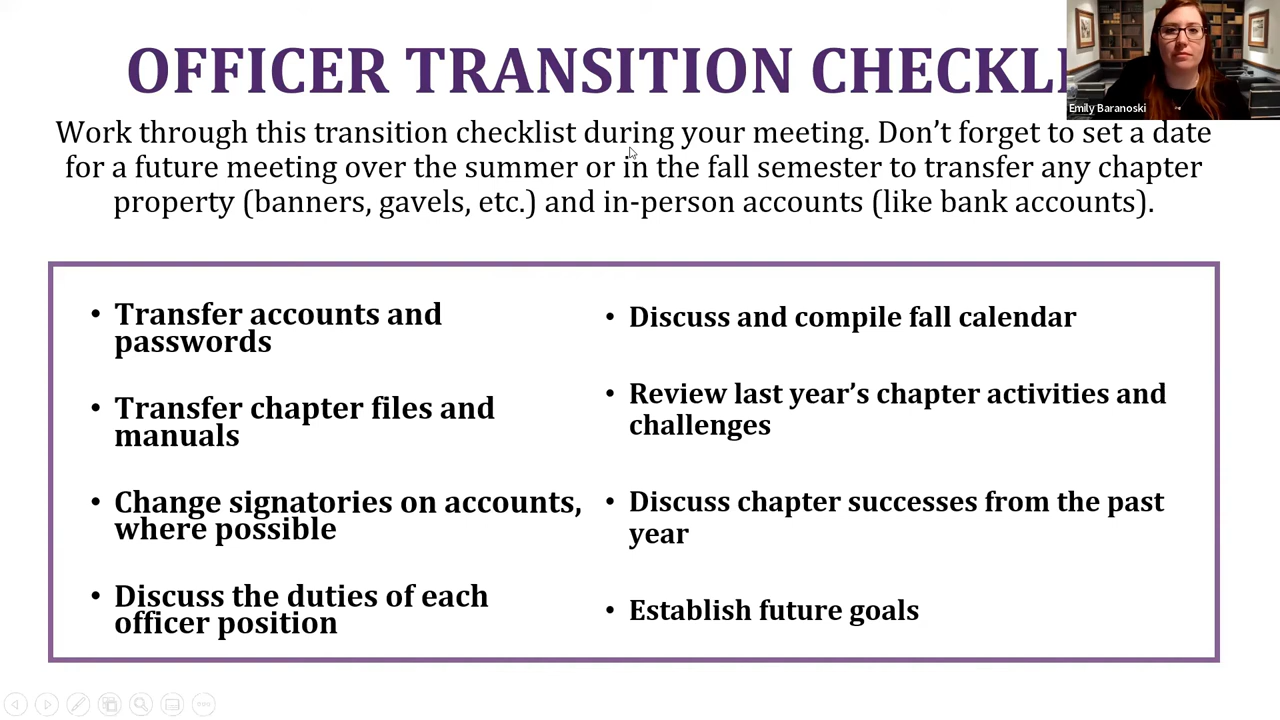 OFFICER TRANSITION CHECKL
Emily Baranoski
Work through this transition checklist during your meeting. Don’t forget to set a date
for a future meeting over the summer or in the fall semester to transfer any chapter
property (banners, gavels, etc.) and in-person accounts (like bank accounts).
• Transfer accounts and
passwords
• Transfer chapter files and
manuals
• Change signatories on accounts,
where possible
• Discuss the duties of each
officer position
• Discuss and compile fall calendar
• Review last year’s chapter activities and
challenges
• Discuss chapter successes from the past
year
• Establish future goals